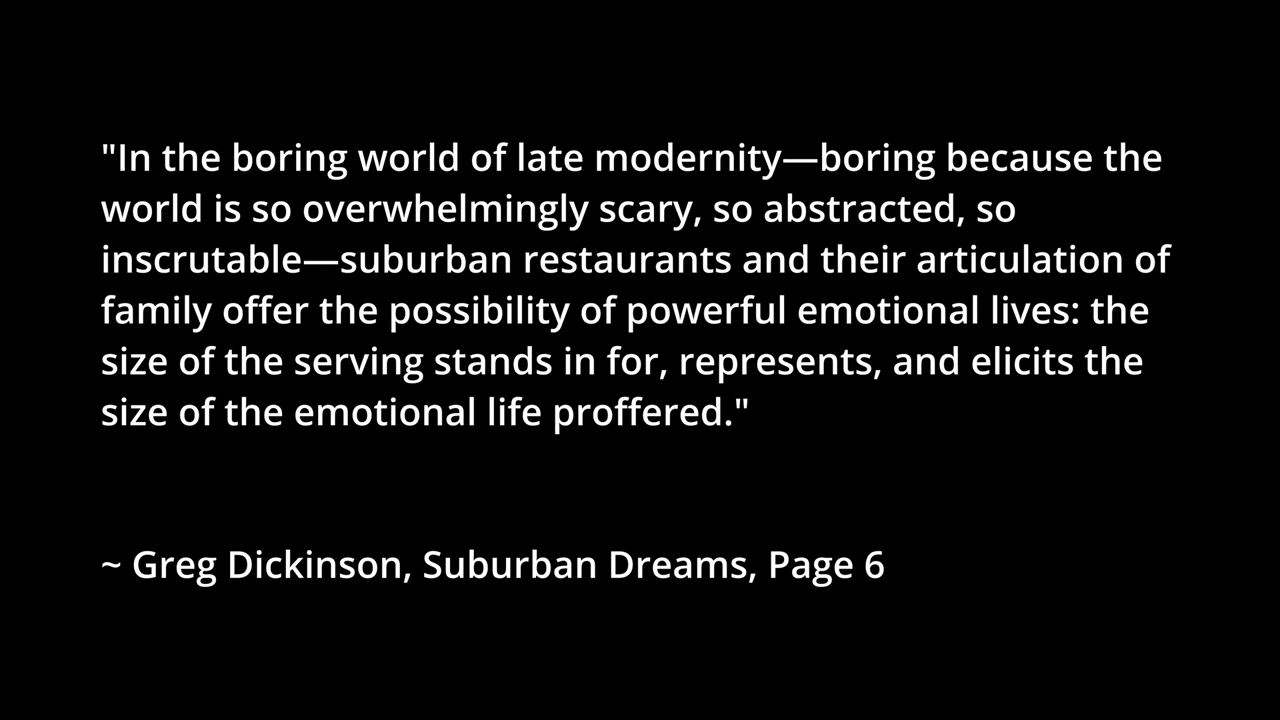 "In the boring world of late modernity—boring because the
world is so overwhelmingly scary, so abstracted, so
inscrutable—suburban restaurants and their articulation of
family offer the possibility of powerful emotional lives: the
size of the serving stands in for, represents, and elicits the
size of the emotional life proffered."
~ Greg Dickinson, Suburban Dreams, Page 6